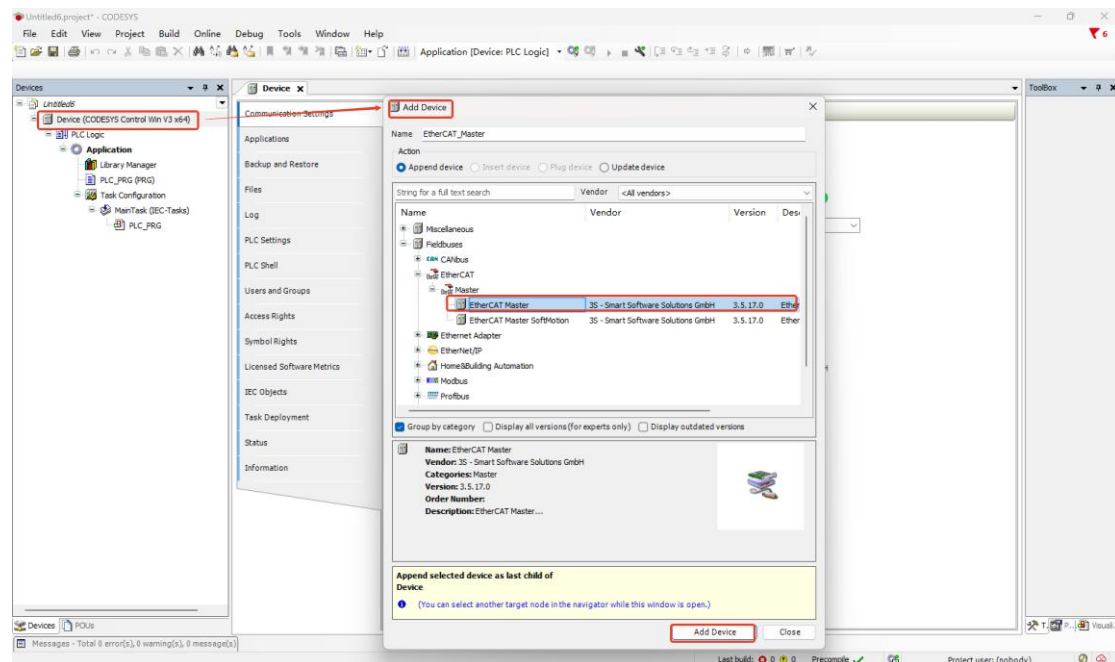 Untitled6.project* - CODESYS
File Edit View Project Build Online Debug Tools Window Help
6
Application [Device: PLC Logic]
Devices
Untitled6
Device (CODESYS Control Win V3 x64)
PLC Logic
Application
Library Manager
PLC_PRG (PRG)
Task Configuration
MainTask (IEC-Tasks)
PLC_PRG
Device
Communication Settings
Applications
Backup and Restore
Files
Log
PLC Settings
PLC Shell
Users and Groups
Access Rights
Symbol Rights
Licensed Software Metrics
IEC Objects
Task Deployment
Status
Information
Add Device
Name EtherCAT_Master
Action
Append device Insert device Plug device Update device
String for a full text search Vendor <All vendors>
Name Vendor Version Desc
Miscellaneous
Fieldbuses
CAN CANbus
EtherCAT
Master
EtherCAT Master 3S - Smart Software Solutions GmbH 3.5.17.0 Ether
EtherCAT Master SoftMotion 3S - Smart Software Solutions GmbH 3.5.17.0 Ether
Ethernet Adapter
EtherNet/IP
Home&Building Automation
Modbus
Profibus
Group by category Display all versions (for experts only) Display outdated versions
Name: EtherCAT Master
Vendor: 3S - Smart Software Solutions GmbH
Categories: Master
Version: 3.5.17.0
Order Number:
Description: EtherCAT Master...
Append selected device as last child of
Device
(You can select another target node in the navigator while this window is open.)
Add Device Close
ToolBox
Devices POUs
T... P... Visuali.
Messages - Total 0 error(s), 0 warning(s), 0 message(s)
Last build: 0 0 Precompile Project user: (nobody)